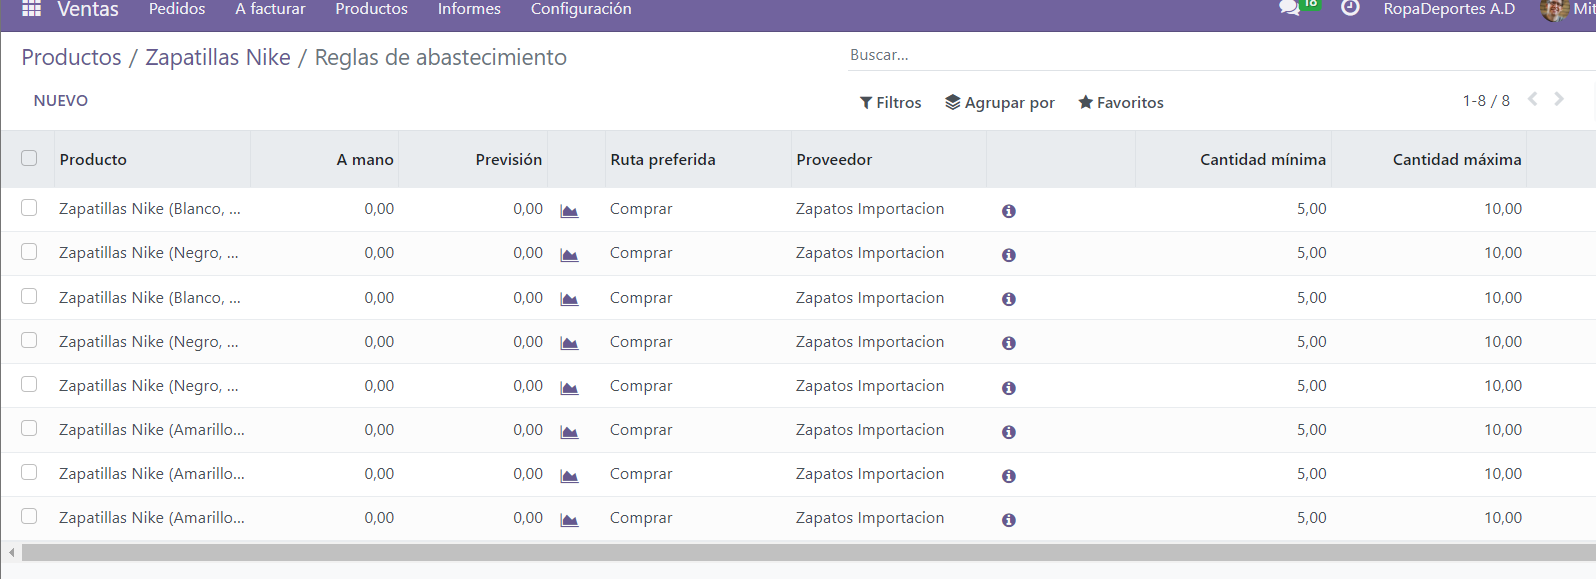 Ventas Pedidos A facturar Productos Informes Configuración 18 RopaDeportes A.D Mit
Productos / Zapatillas Nike / Reglas de abastecimiento Buscar...
NUEVO Filtros Agrupar por Favoritos 1-8 / 8
Producto A mano Previsión Ruta preferida Proveedor Cantidad mínima Cantidad máxima
Zapatillas Nike (Blanco, ... 0,00 0,00 Comprar Zapatos Importacion 5,00 10,00
Zapatillas Nike (Negro, ... 0,00 0,00 Comprar Zapatos Importacion 5,00 10,00
Zapatillas Nike (Blanco, ... 0,00 0,00 Comprar Zapatos Importacion 5,00 10,00
Zapatillas Nike (Negro, ... 0,00 0,00 Comprar Zapatos Importacion 5,00 10,00
Zapatillas Nike (Negro, ... 0,00 0,00 Comprar Zapatos Importacion 5,00 10,00
Zapatillas Nike (Amarillo... 0,00 0,00 Comprar Zapatos Importacion 5,00 10,00
Zapatillas Nike (Amarillo... 0,00 0,00 Comprar Zapatos Importacion 5,00 10,00
Zapatillas Nike (Amarillo... 0,00 0,00 Comprar Zapatos Importacion 5,00 10,00